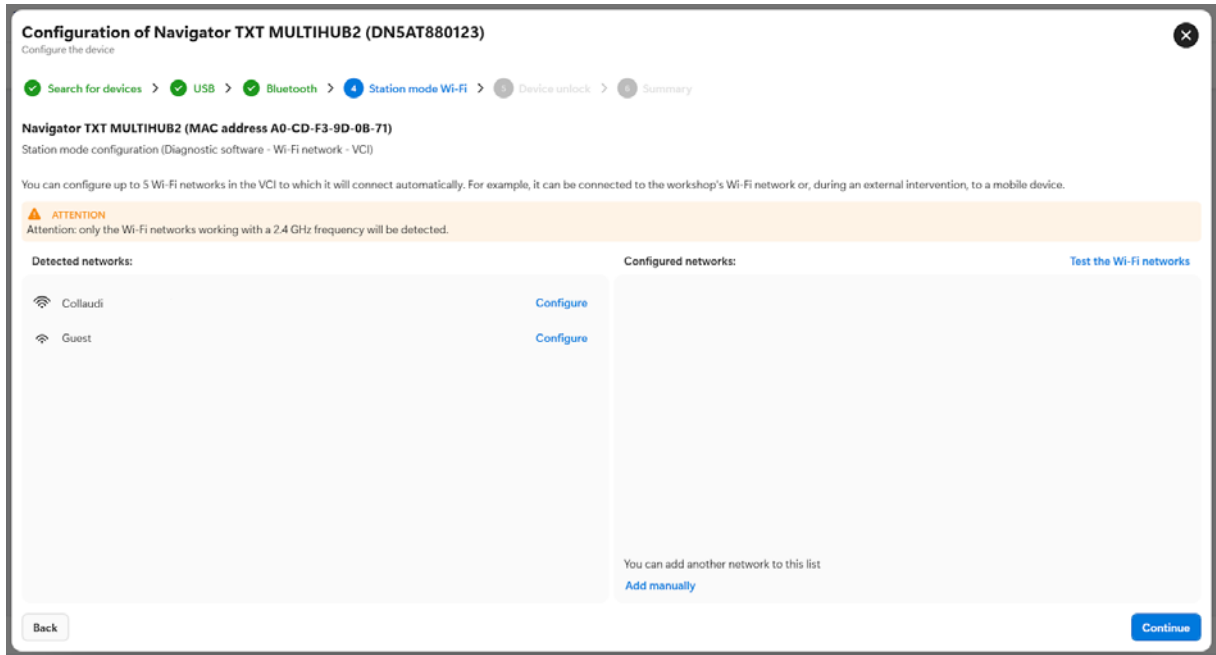 Configuration of Navigator TXT MULTIHUB2 (DN5AT880123)
Configure the device
Search for devices > USB > Bluetooth > 4 Station mode Wi-Fi > 5 Device unlock > 6 Summary
Navigator TXT MULTIHUB2 (MAC address A0-CD-F3-9D-0B-71)
Station mode configuration (Diagnostic software - Wi-Fi network - VCI)
You can configure up to 5 Wi-Fi networks in the VCI to which it will connect automatically. For example, it can be connected to the workshop's Wi-Fi network or, during an external intervention, to a mobile device.
ATTENTION
Attention: only the Wi-Fi networks working with a 2.4 GHz frequency will be detected.
Detected networks:
Configured networks:
Test the Wi-Fi networks
Collaudi
Configure
Guest
Configure
You can add another network to this list
Add manually
Back
Continue